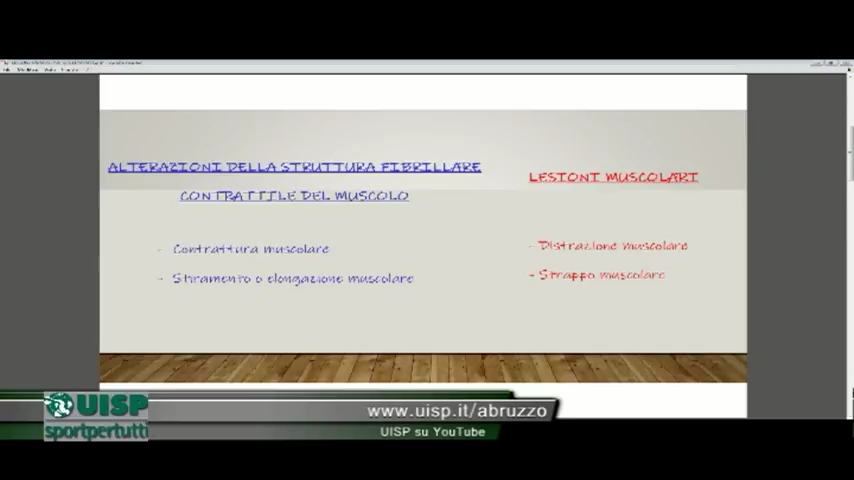 ALTERAZIONI DELLA STRUTTURA FIBRILLARE
CONTRATTILE DEL MUSCOLO
- Contrattura muscolare
- Stiramento o elongazione muscolare
LESIONI MUSCOLARI
- Distrazione muscolare
- Strappo muscolare
UISP
sportpertutti
www.uisp.it/abruzzo
UISP su YouTube